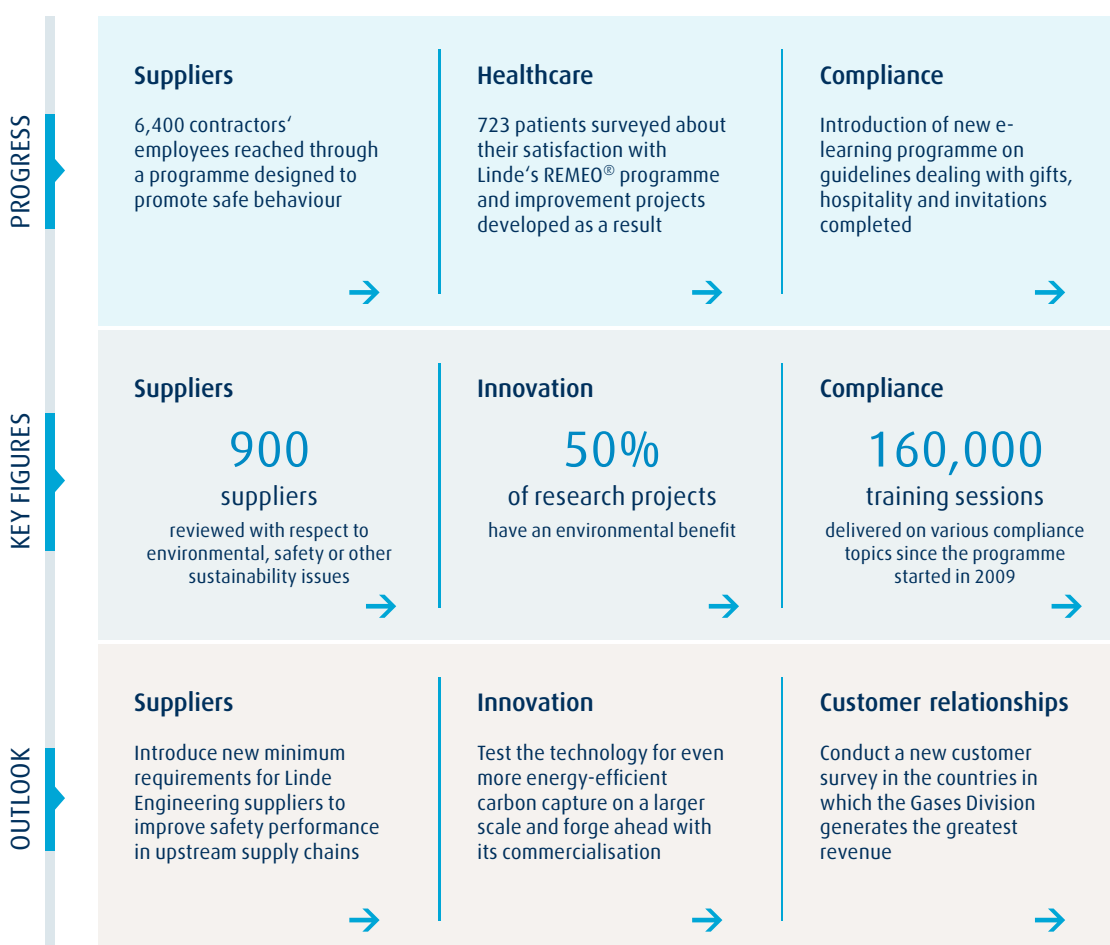 PROGRESS
Suppliers
6,400 contractors‘
employees reached through
a programme designed to
promote safe behaviour
Healthcare
723 patients surveyed about
their satisfaction with
Linde‘s REMEO® programme
and improvement projects
developed as a result
Compliance
Introduction of new e-
learning programme on
guidelines dealing with gifts,
hospitality and invitations
completed
KEY FIGURES
Suppliers
900
suppliers
reviewed with respect to
environmental, safety or other
sustainability issues
Innovation
50%
of research projects
have an environmental benefit
Compliance
160,000
training sessions
delivered on various compliance
topics since the programme
started in 2009
OUTLOOK
Suppliers
Introduce new minimum
requirements for Linde
Engineering suppliers to
improve safety performance
in upstream supply chains
Innovation
Test the technology for even
more energy-efficient
carbon capture on a larger
scale and forge ahead with
its commercialisation
Customer relationships
Conduct a new customer
survey in the countries in
which the Gases Division
generates the greatest
revenue